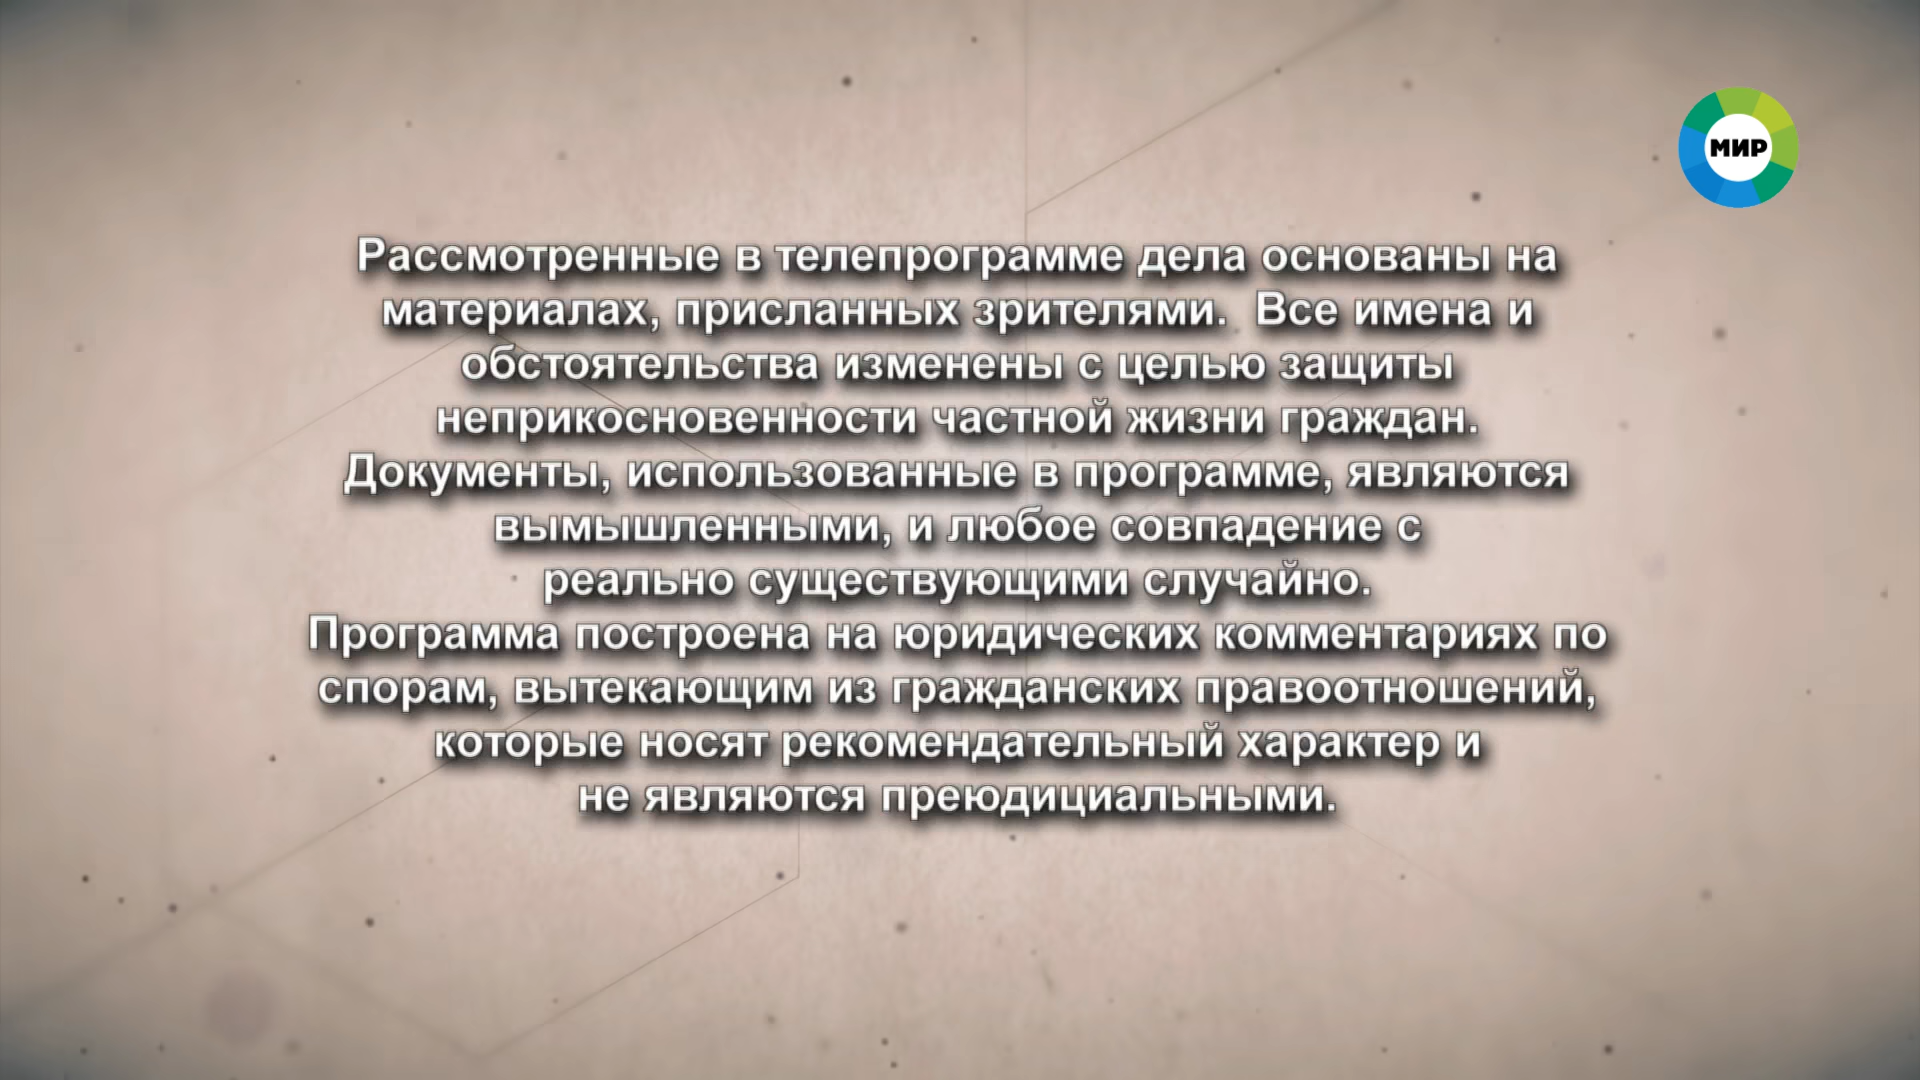 МИР
Рассмотренные в телепрограмме дела основаны на
материалах, присланных зрителями.  Все имена и
обстоятельства изменены с целью защиты
неприкосновенности частной жизни граждан.
Документы, использованные в программе, являются
вымышленными, и любое совпадение с
реально существующими случайно.
Программа построена на юридических комментариях по
спорам, вытекающим из гражданских правоотношений,
которые носят рекомендательный характер и
не являются преюдициальными.